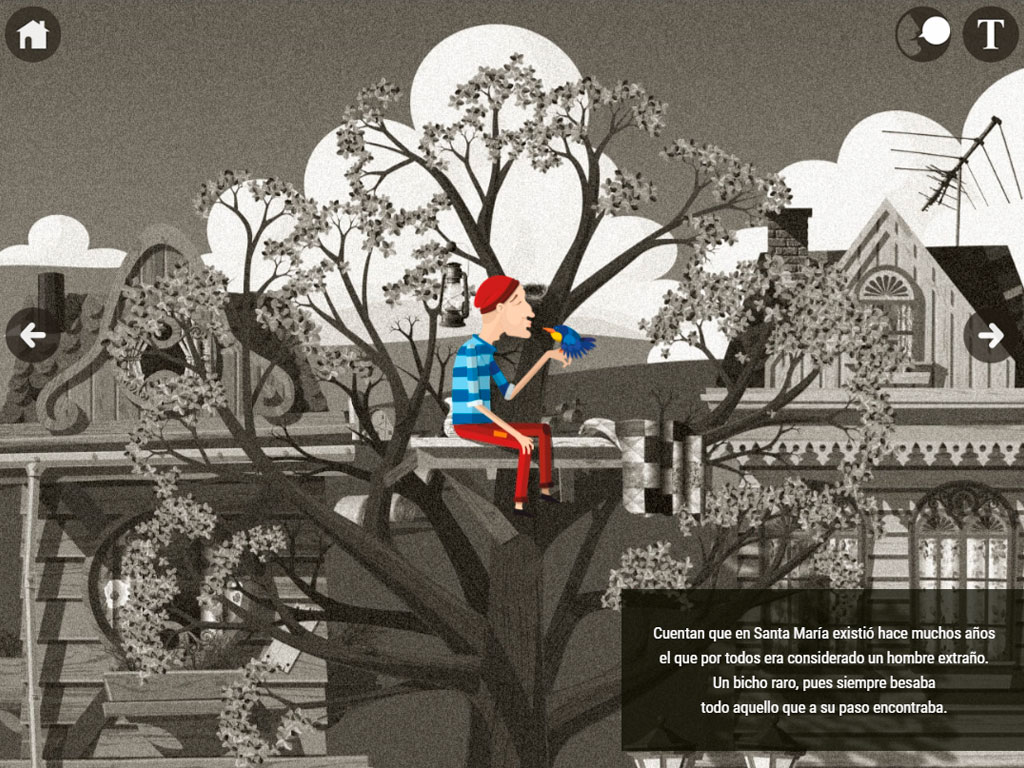 T
Cuentan que en Santa María existió hace muchos años
el que por todos era considerado un hombre extraño.
Un bicho raro, pues siempre besaba
todo aquello que a su paso encontraba.